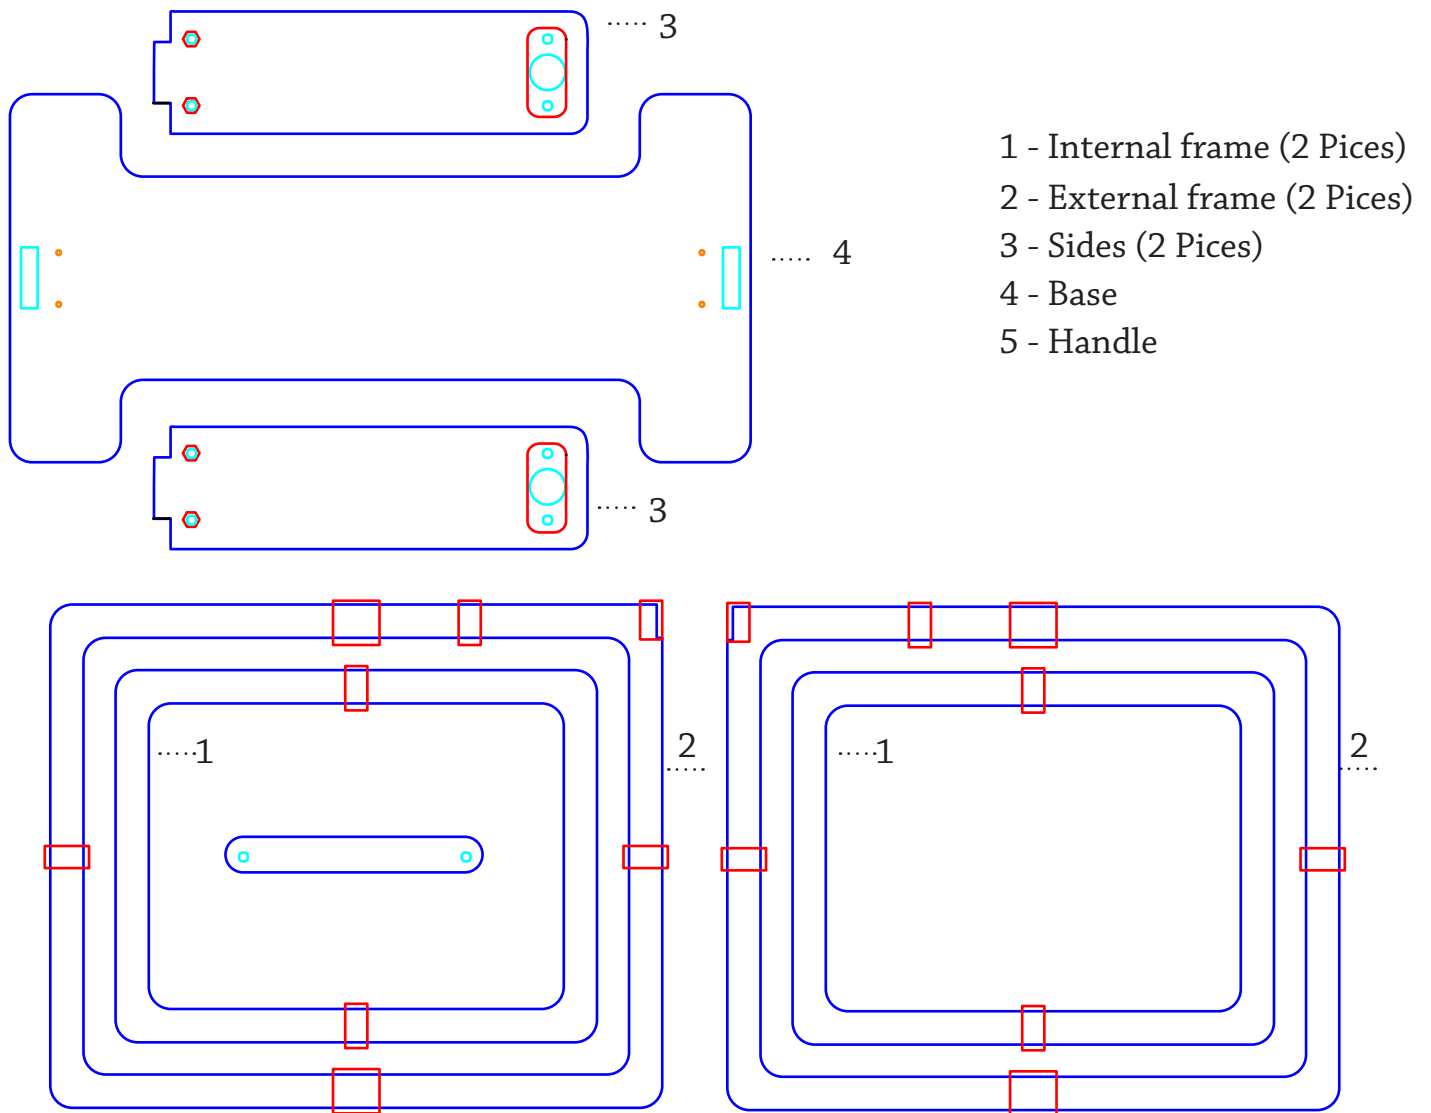 ..... 3
1 - Internal frame (2 Pices)
2 - External frame (2 Pices)
3 - Sides (2 Pices)
4 - Base
5 - Handle
..... 4
..... 3
.....1
2
.....
.....1
2
.....